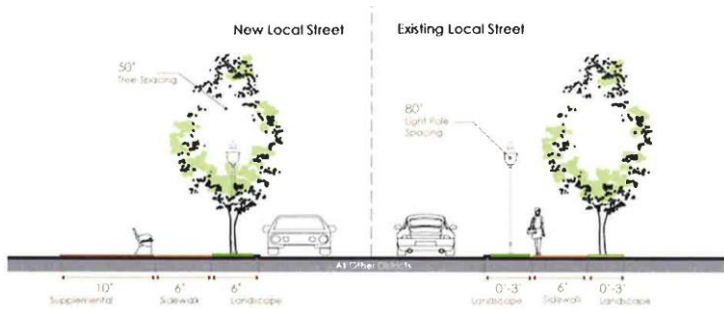 New Local Street
Existing Local Street
50'
Tree Spacing
80'
Light Pole
Spacing
All Other Objects
10'
Supplemental
6'
Sidewalk
6'
Landscape
0'-3'
Landscape
6'
Sidewalk
0'-3'
Landscape